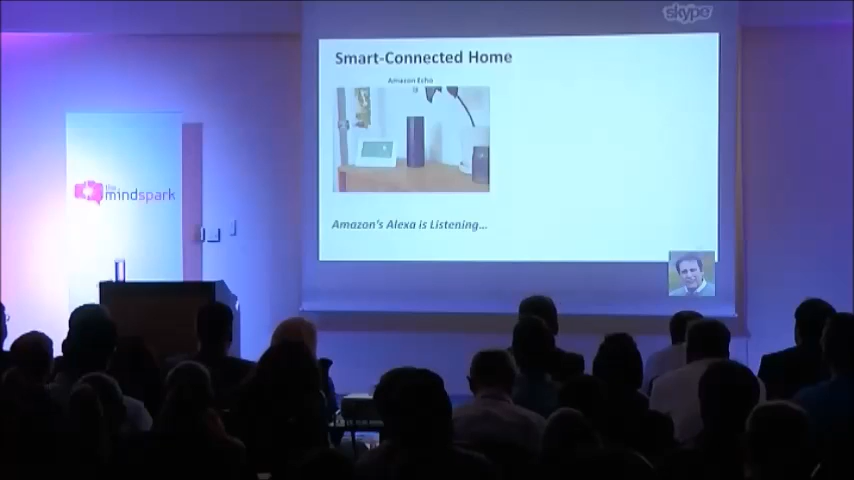 skype
Smart-Connected Home
Amazon Echo
the
mindspark
Amazon's Alexa is Listening...